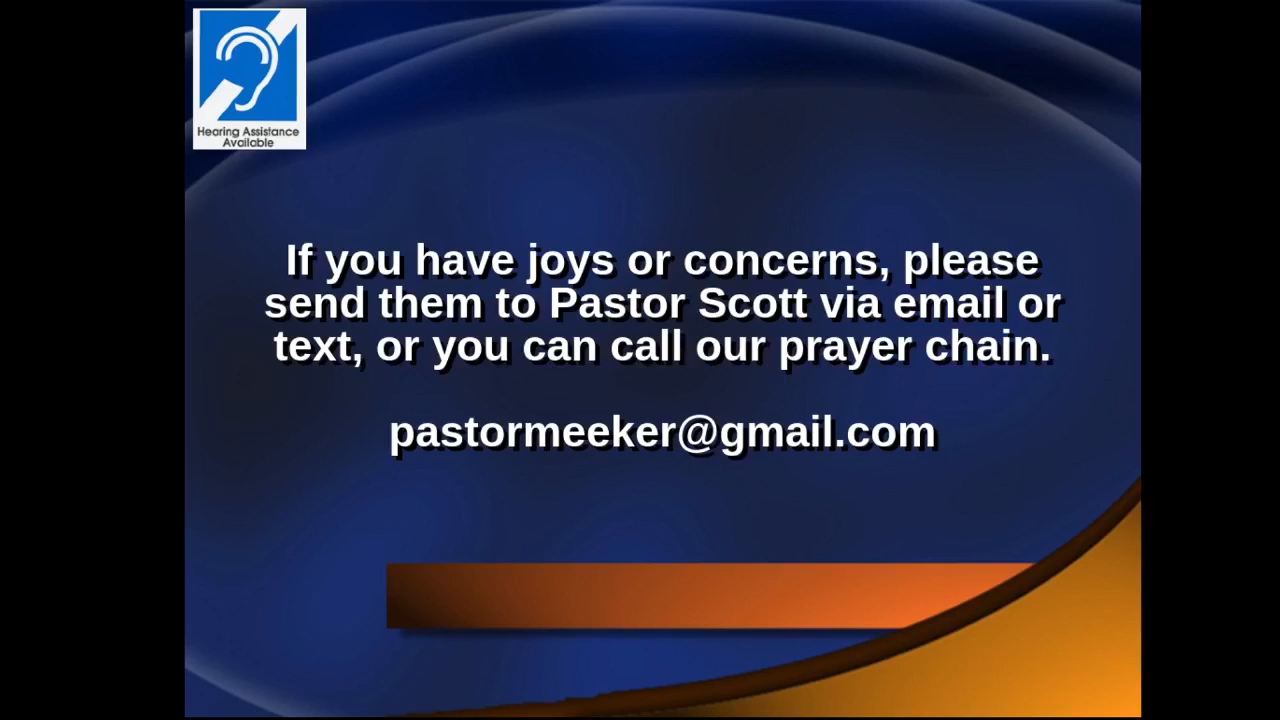 Hearing Assistance
Available
If you have joys or concerns, please
send them to Pastor Scott via email or
text, or you can call our prayer chain.
pastormeeker@gmail.com